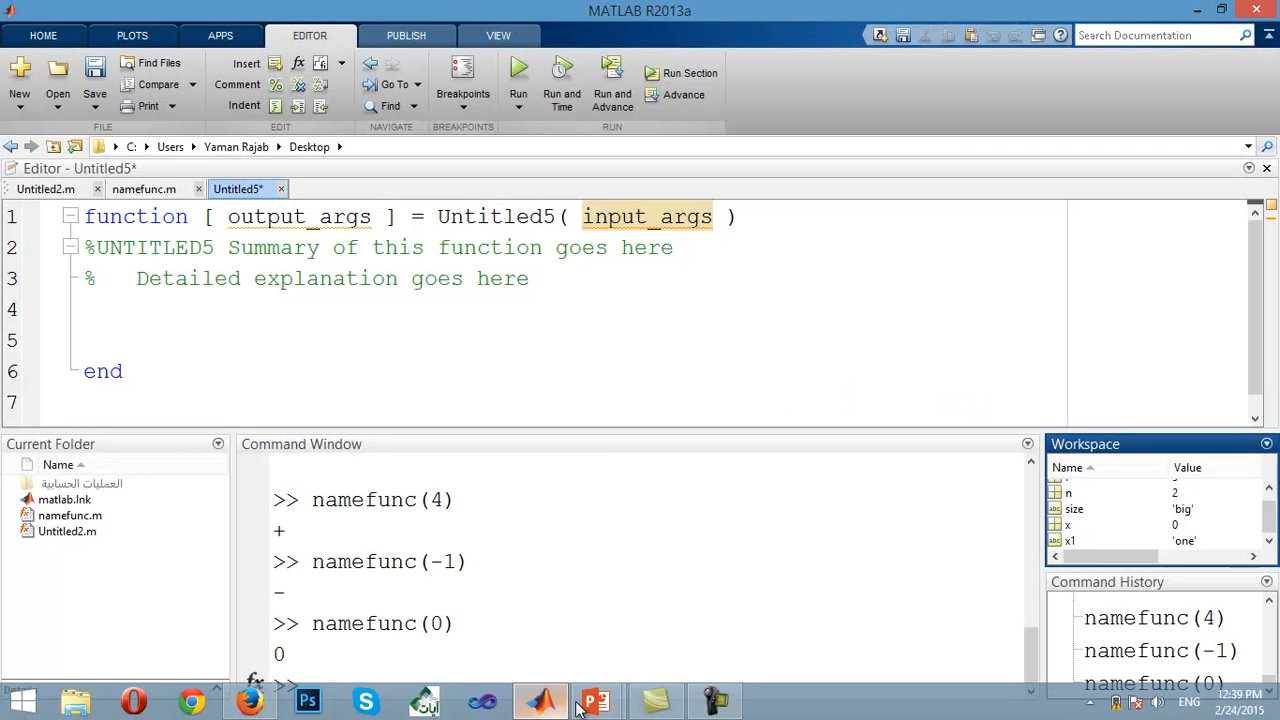 MATLAB R2013a
HOME PLOTS APPS EDITOR PUBLISH VIEW
Search Documentation
New Open Save
Find Files
Compare
Print
FILE
Insert fx
Comment
Indent
EDIT
Go To
Find
NAVIGATE
Breakpoints
BREAKPOINTS
Run
Run and Time
Run and Advance
Run Section
Advance
RUN
C: Users Yaman Rajab Desktop
Editor - Untitled5*
Untitled2.m namefunc.m Untitled5*
1 function [ output_args ] = Untitled5( input_args )
2 %UNTITLED5 Summary of this function goes here
3 % Detailed explanation goes here
4
5
6 end
7
Current Folder
Name
العمليات الحسابية
matlab.lnk
namefunc.m
Untitled2.m
Command Window
>> namefunc(4)
+
>> namefunc(-1)
-
>> namefunc(0)
0
fx >>
Workspace
Name Value
n 2
size 'big'
x 0
x1 'one'
Command History
namefunc(4)
namefunc(-1)
namefunc(0)
Ps
آيات
ENG
12:39 PM
2/24/2015